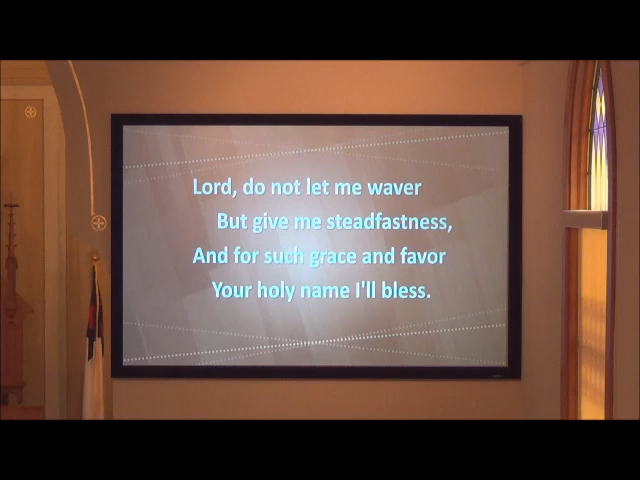 Lord, do not let me waver
But give me steadfastness,
And for such grace and favor
Your holy name I'll bless.